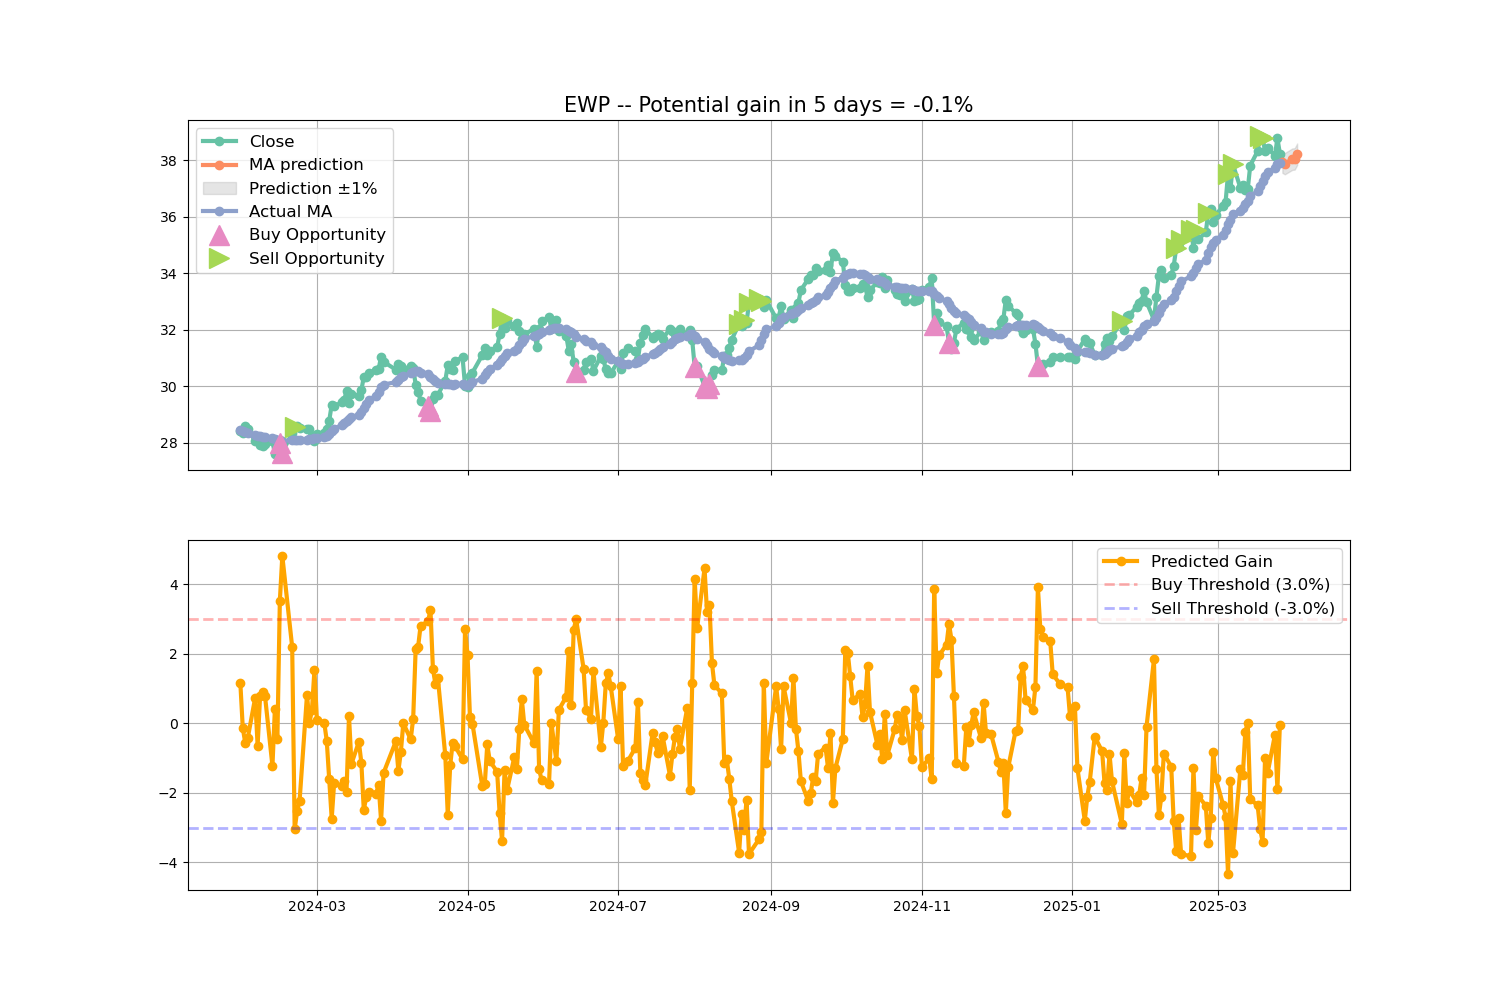 EWP -- Potential gain in 5 days = -0.1%
Close
MA prediction
Prediction ±1%
Actual MA
Buy Opportunity
Sell Opportunity
38
36
34
32
30
28
Predicted Gain
Buy Threshold (3.0%)
Sell Threshold (-3.0%)
4
2
0
−2
−4
2024-03 2024-05 2024-07 2024-09 2024-11 2025-01 2025-03